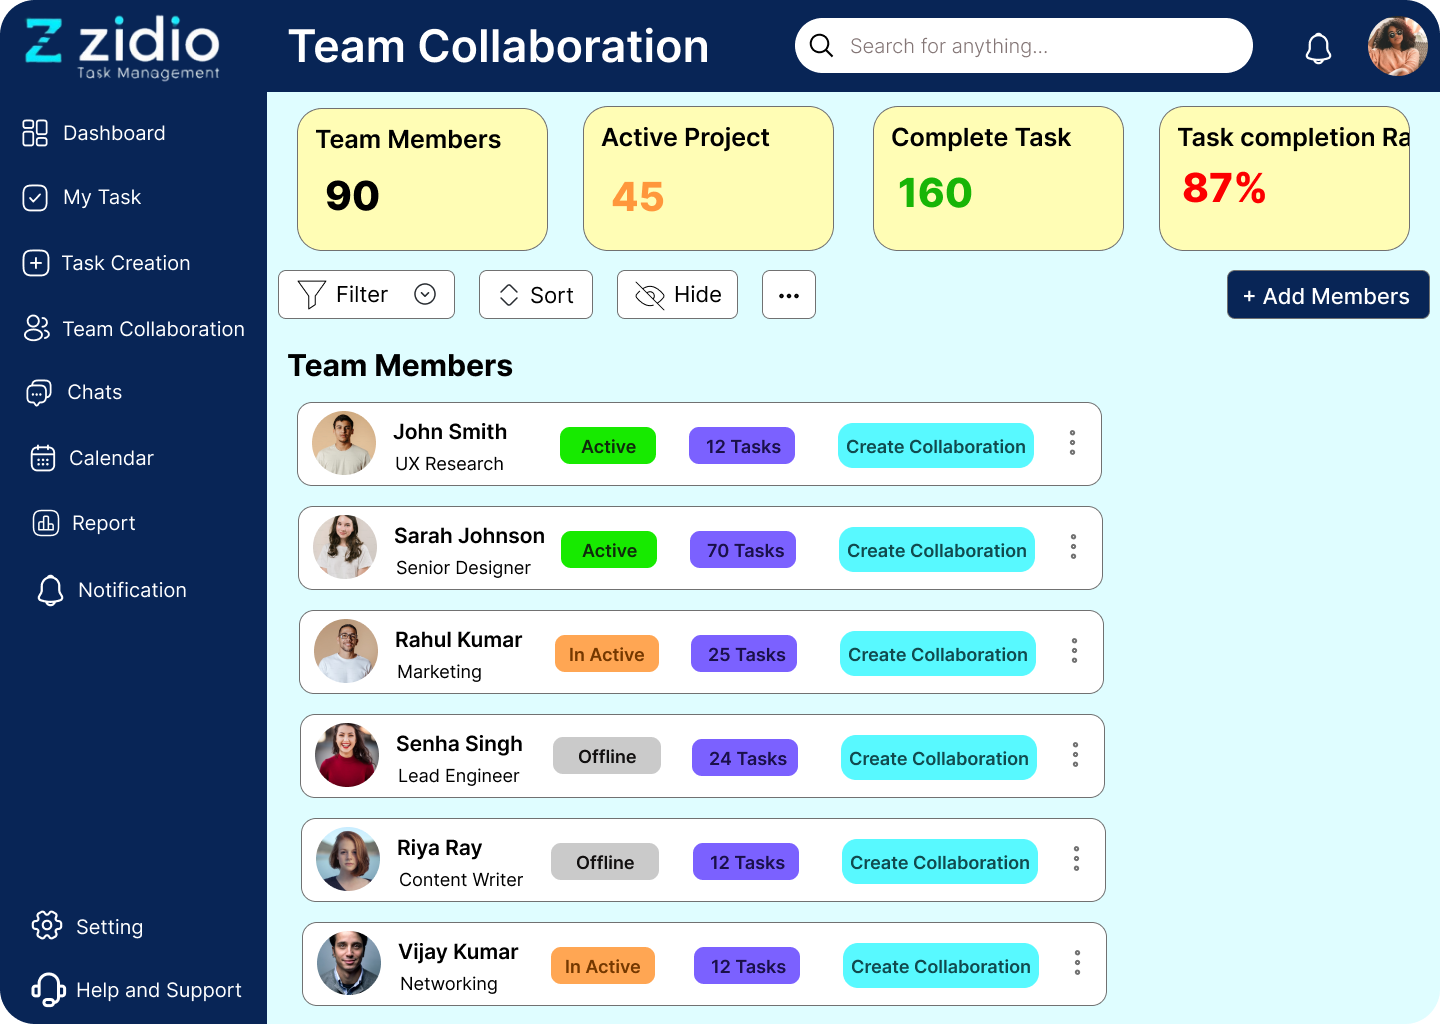 zidio
Task Management
Team Collaboration
Search for anything...
Dashboard
My Task
Task Creation
Team Collaboration
Chats
Calendar
Report
Notification
Setting
Help and Support
Team Members
90
Active Project
45
Complete Task
160
Task completion Ra
87%
Filter
Sort
Hide
+ Add Members
Team Members
John Smith
UX Research
Active
12 Tasks
Create Collaboration
Sarah Johnson
Senior Designer
Active
70 Tasks
Create Collaboration
Rahul Kumar
Marketing
In Active
25 Tasks
Create Collaboration
Senha Singh
Lead Engineer
Offline
24 Tasks
Create Collaboration
Riya Ray
Content Writer
Offline
12 Tasks
Create Collaboration
Vijay Kumar
Networking
In Active
12 Tasks
Create Collaboration